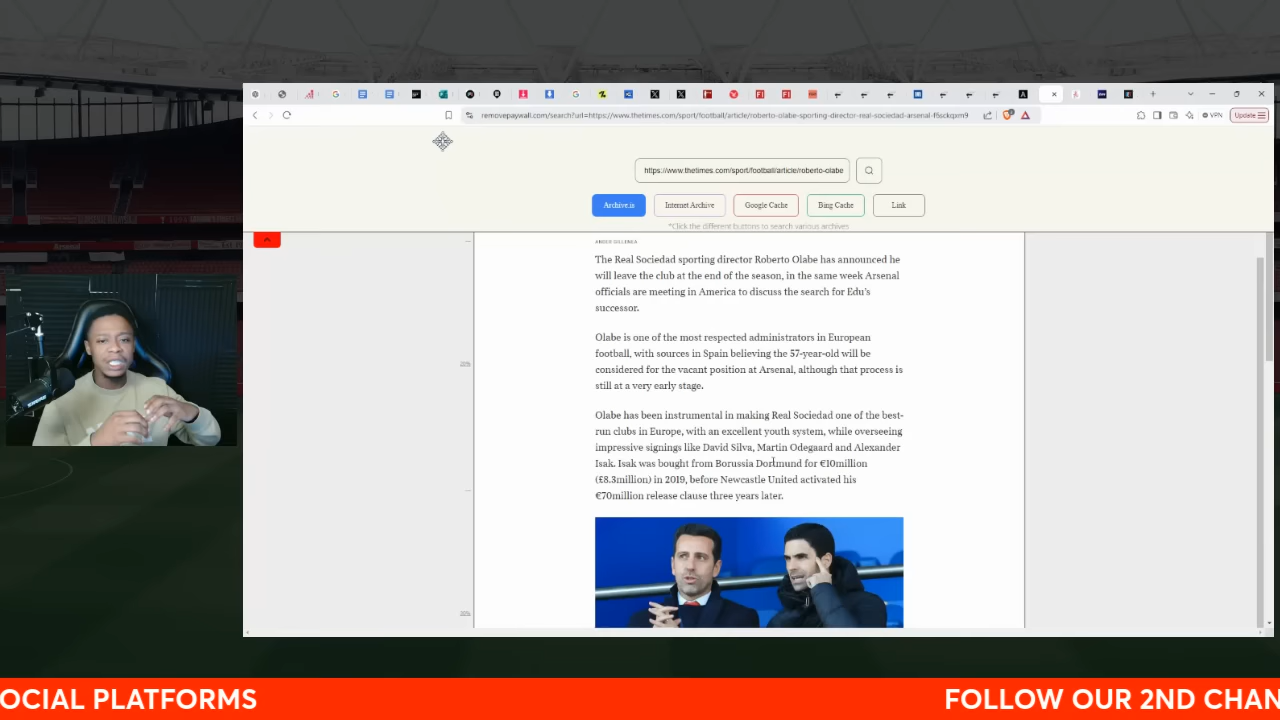 Update
removepaywall.com/search?url=https://www.thetimes.com/sport/football/article/roberto-olabe-sporting-director-real-sociedad-arsenal-f6sckqxm9
VPN
https://www.thetimes.com/sport/football/article/roberto-olabe
Archive.is
Internet Archive
Google Cache
Bing Cache
Link
*Click the different buttons to search various archives
The Real Sociedad sporting director Roberto Olabe has announced he
will leave the club at the end of the season, in the same week Arsenal
officials are meeting in America to discuss the search for Edu’s
successor.
Olabe is one of the most respected administrators in European
football, with sources in Spain believing the 57-year-old will be
considered for the vacant position at Arsenal, although that process is
still at a very early stage.
Olabe has been instrumental in making Real Sociedad one of the best-
run clubs in Europe, with an excellent youth system, while overseeing
impressive signings like David Silva, Martin Odegaard and Alexander
Isak. Isak was bought from Borussia Dortmund for €10million
(£8.3million) in 2019, before Newcastle United activated his
€70million release clause three years later.
OCIAL PLATFORMS
FOLLOW OUR 2ND CHAN